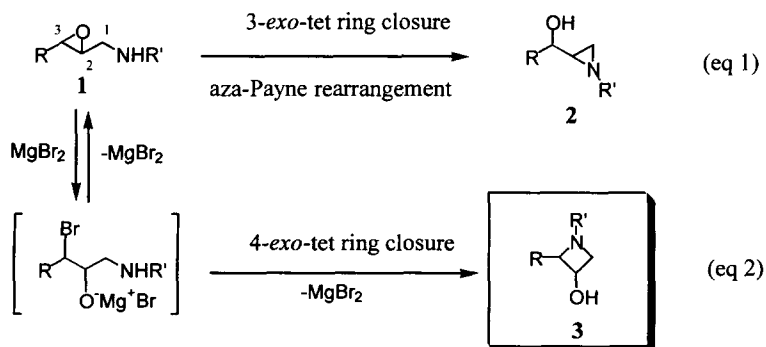 3-exo-tet ring closure
aza-Payne rearrangement
(eq 1)
3 O 1
R 2 NHR'
1
OH
R N
R'
2
MgBr₂ -MgBr₂
Br
R NHR'
O⁻Mg⁺Br
4-exo-tet ring closure
-MgBr₂
(eq 2)
R'
N
R
OH
3